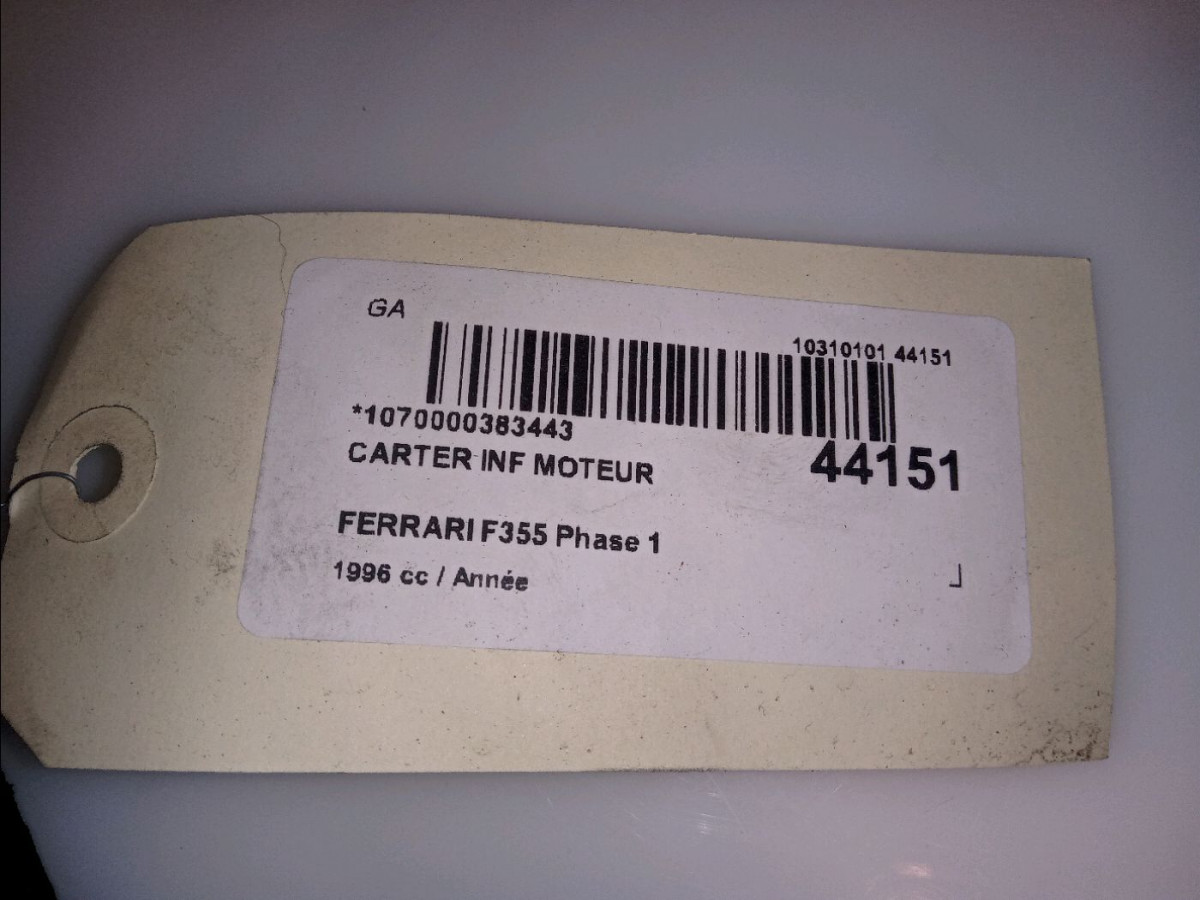 GA
10310101 44151
*1070000383443
44151
CARTER INF MOTEUR
FERRARI F355 Phase 1
1996 cc / Année